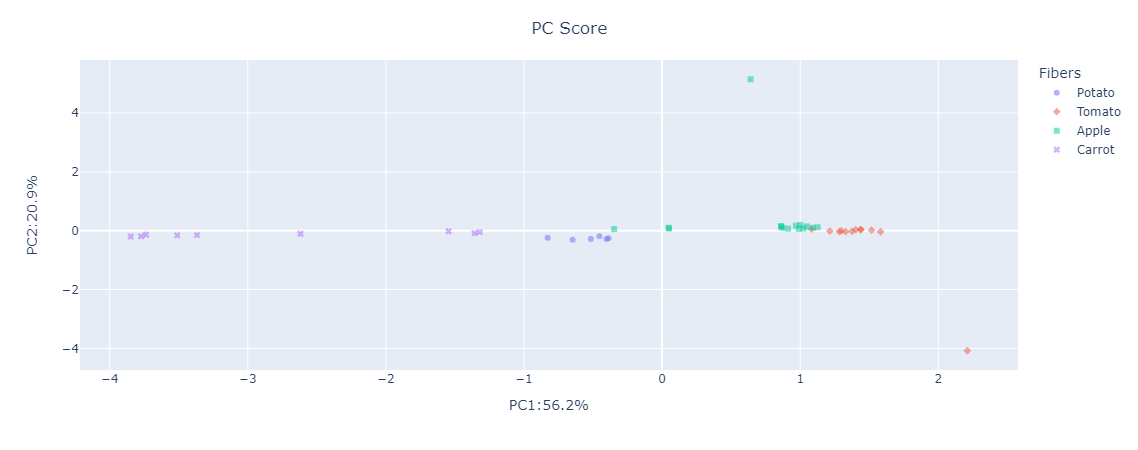 PC Score
Fibers
Potato
Tomato
Apple
Carrot
PC2:20.9%
4
2
0
−2
−4
−4
−3
−2
−1
0
1
2
PC1:56.2%